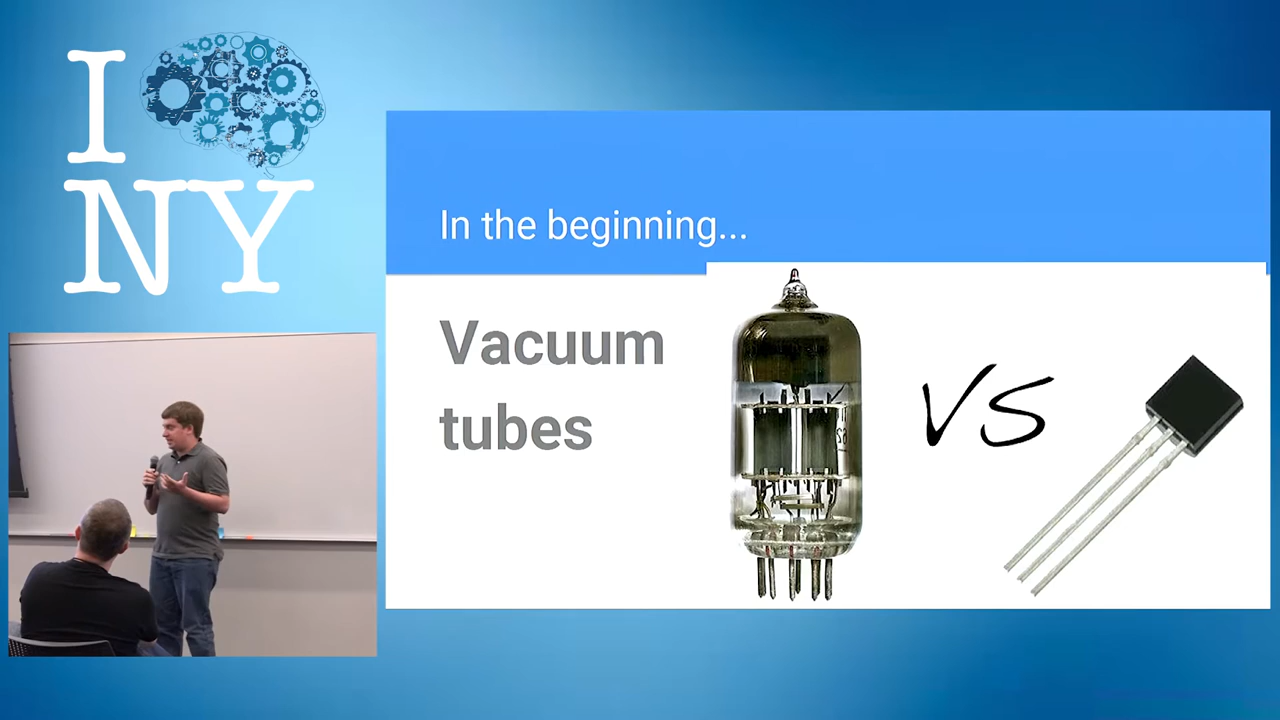 I
NY
In the beginning...
Vacuum
tubes
VS